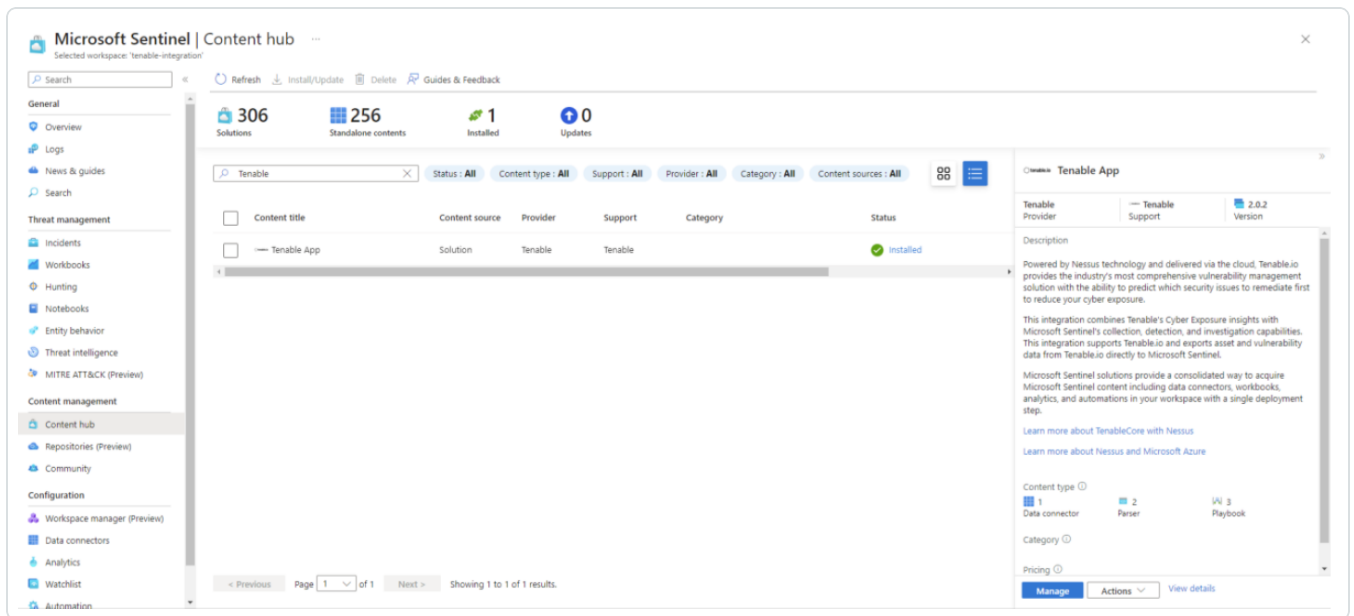 Microsoft Sentinel | Content hub ...
Selected workspace: 'tenable-integration'
Search
General
Overview
Logs
News & guides
Search
Threat management
Incidents
Workbooks
Hunting
Notebooks
Entity behavior
Threat intelligence
MITRE ATT&CK (Preview)
Content management
Content hub
Repositories (Preview)
Community
Configuration
Workspace manager (Preview)
Data connectors
Analytics
Watchlist
Automation
Refresh Install/Update Delete Guides & Feedback
306 256 1 0
Solutions Standalone contents Installed Updates
Tenable Status : All Content type : All Support : All Provider : All Category : All Content sources : All
Content title Content source Provider Support Category Status
Tenable App Solution Tenable Tenable Installed
< Previous Page 1 of 1 Next > Showing 1 to 1 of 1 results.
Tenable App
Tenable Tenable 2.0.2
Provider Support Version
Description
Powered by Nessus technology and delivered via the cloud, Tenable.io
provides the industry's most comprehensive vulnerability management
solution with the ability to predict which security issues to remediate first
to reduce your cyber exposure.
This integration combines Tenable's Cyber Exposure insights with
Microsoft Sentinel's collection, detection, and investigation capabilities.
This integration supports Tenable.io and exports asset and vulnerability
data from Tenable.io directly to Microsoft Sentinel.
Microsoft Sentinel solutions provide a consolidated way to acquire
Microsoft Sentinel content including data connectors, workbooks,
analytics, and automations in your workspace with a single deployment
step.
Learn more about TenableCore with Nessus
Learn more about Nessus and Microsoft Azure
Content type
1 2 3
Data connector Parser Playbook
Category
Pricing
Manage Actions View details